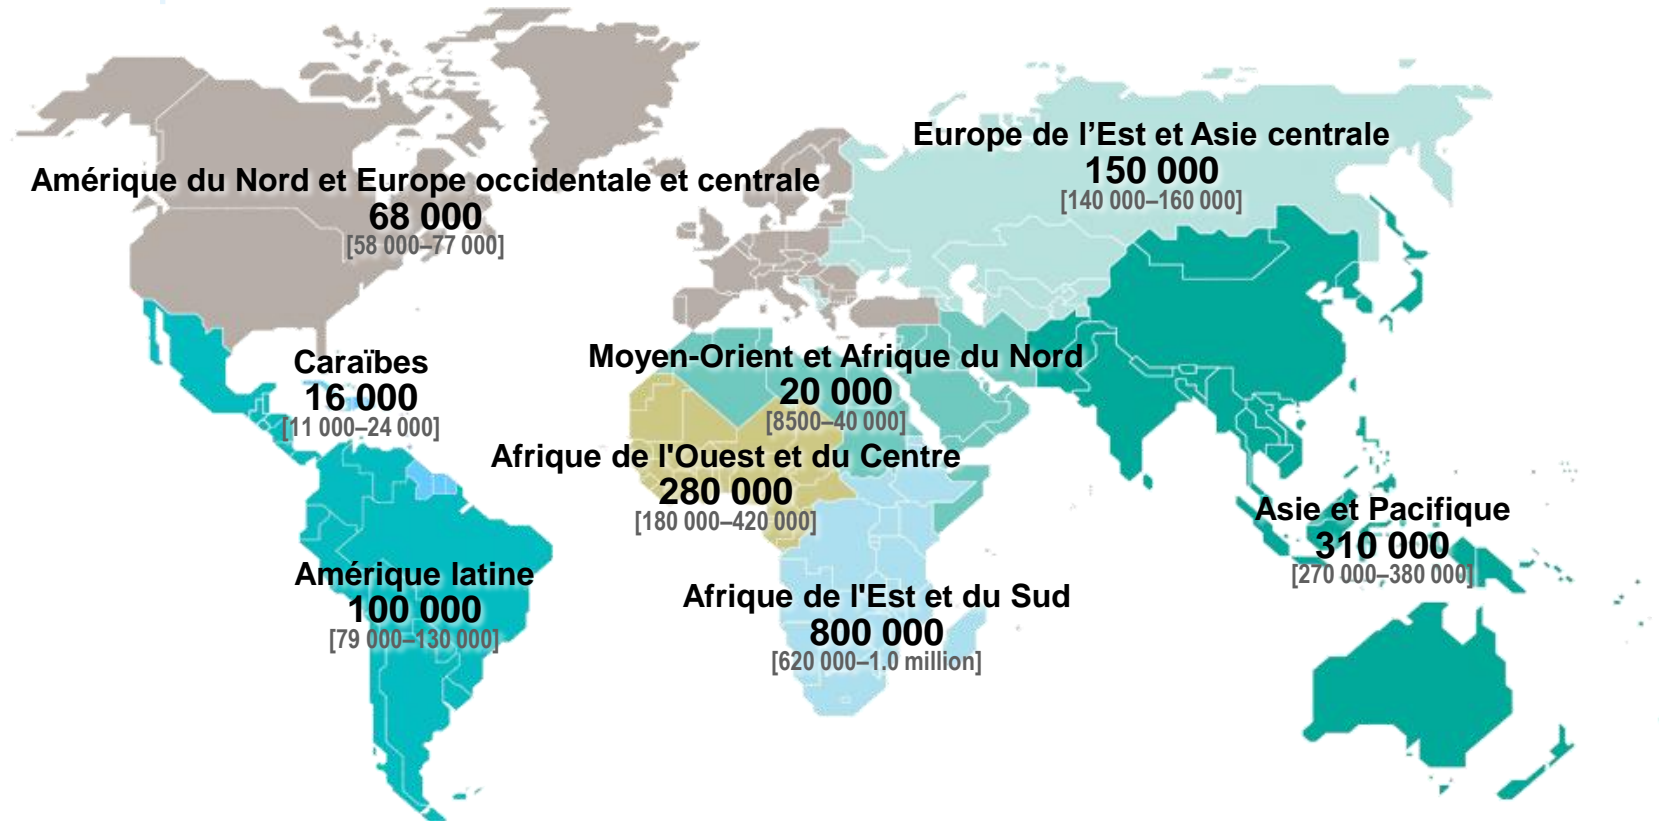 Europe de l’Est et Asie centrale
150 000
[140 000–160 000]
Amérique du Nord et Europe occidentale et centrale
68 000
[58 000–77 000]
Caraïbes
16 000
[11 000–24 000]
Moyen-Orient et Afrique du Nord
20 000
[8500–40 000]
Afrique de l'Ouest et du Centre
280 000
[180 000–420 000]
Asie et Pacifique
310 000
[270 000–380 000]
Amérique latine
100 000
[79 000–130 000]
Afrique de l'Est et du Sud
800 000
[620 000–1.0 million]